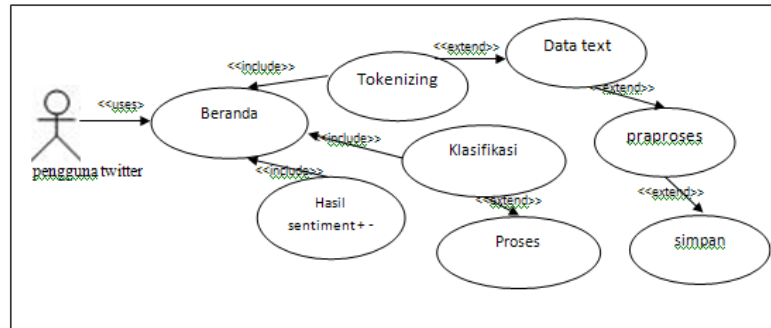 <<extend>>
Data text
<<include>>
Tokenizing
<<extend>>
<<uses>
Beranda
praproses
<<include>>
Klasifikasi
pengguna twitter
<<include>>
<<extend>>
Hasil
sentiment + -
<<extend>>
Proses
simpan